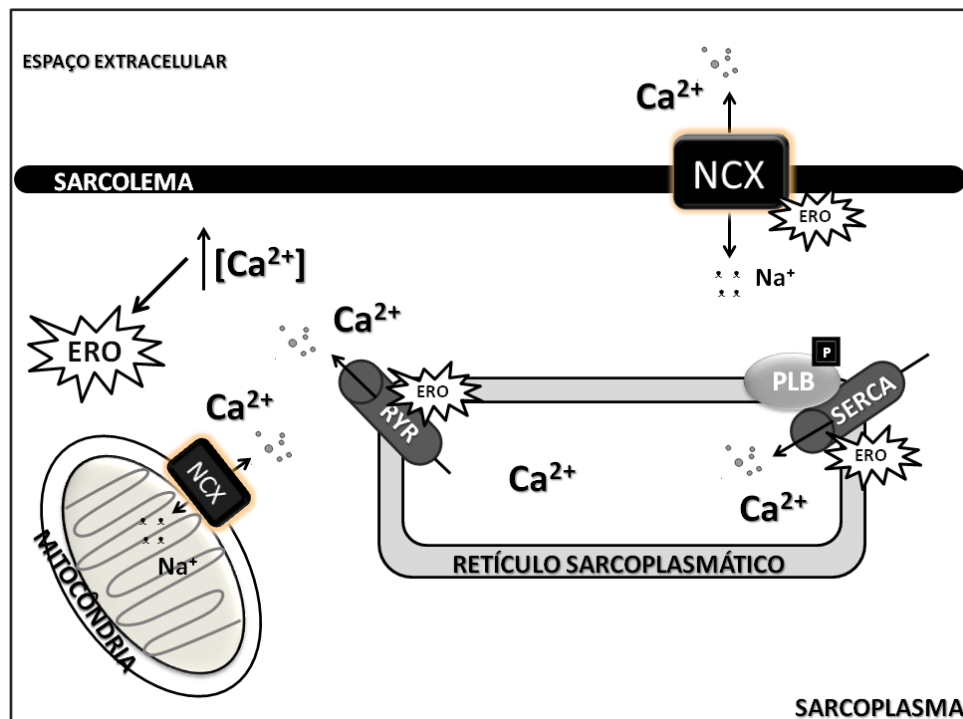 ESPAÇO EXTRACELULAR
Ca²⁺
NCX
SARCOLEMA
ERO
[Ca²⁺]
Na⁺
Ca²⁺
ERO
P
PLB
SERCA
ERO
RYR
Ca²⁺
ERO
NCX
Ca²⁺
Ca²⁺
Na⁺
RETÍCULO SARCOPLASMÁTICO
MITOCÔNDRIA
SARCOPLASMA